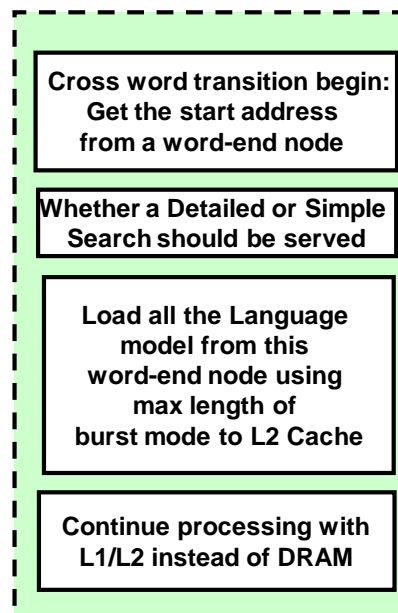 Cross word transition begin:
Get the start address
from a word-end node
Whether a Detailed or Simple
Search should be served
Load all the Language
model from this
word-end node using
max length of
burst mode to L2 Cache
Continue processing with
L1/L2 instead of DRAM